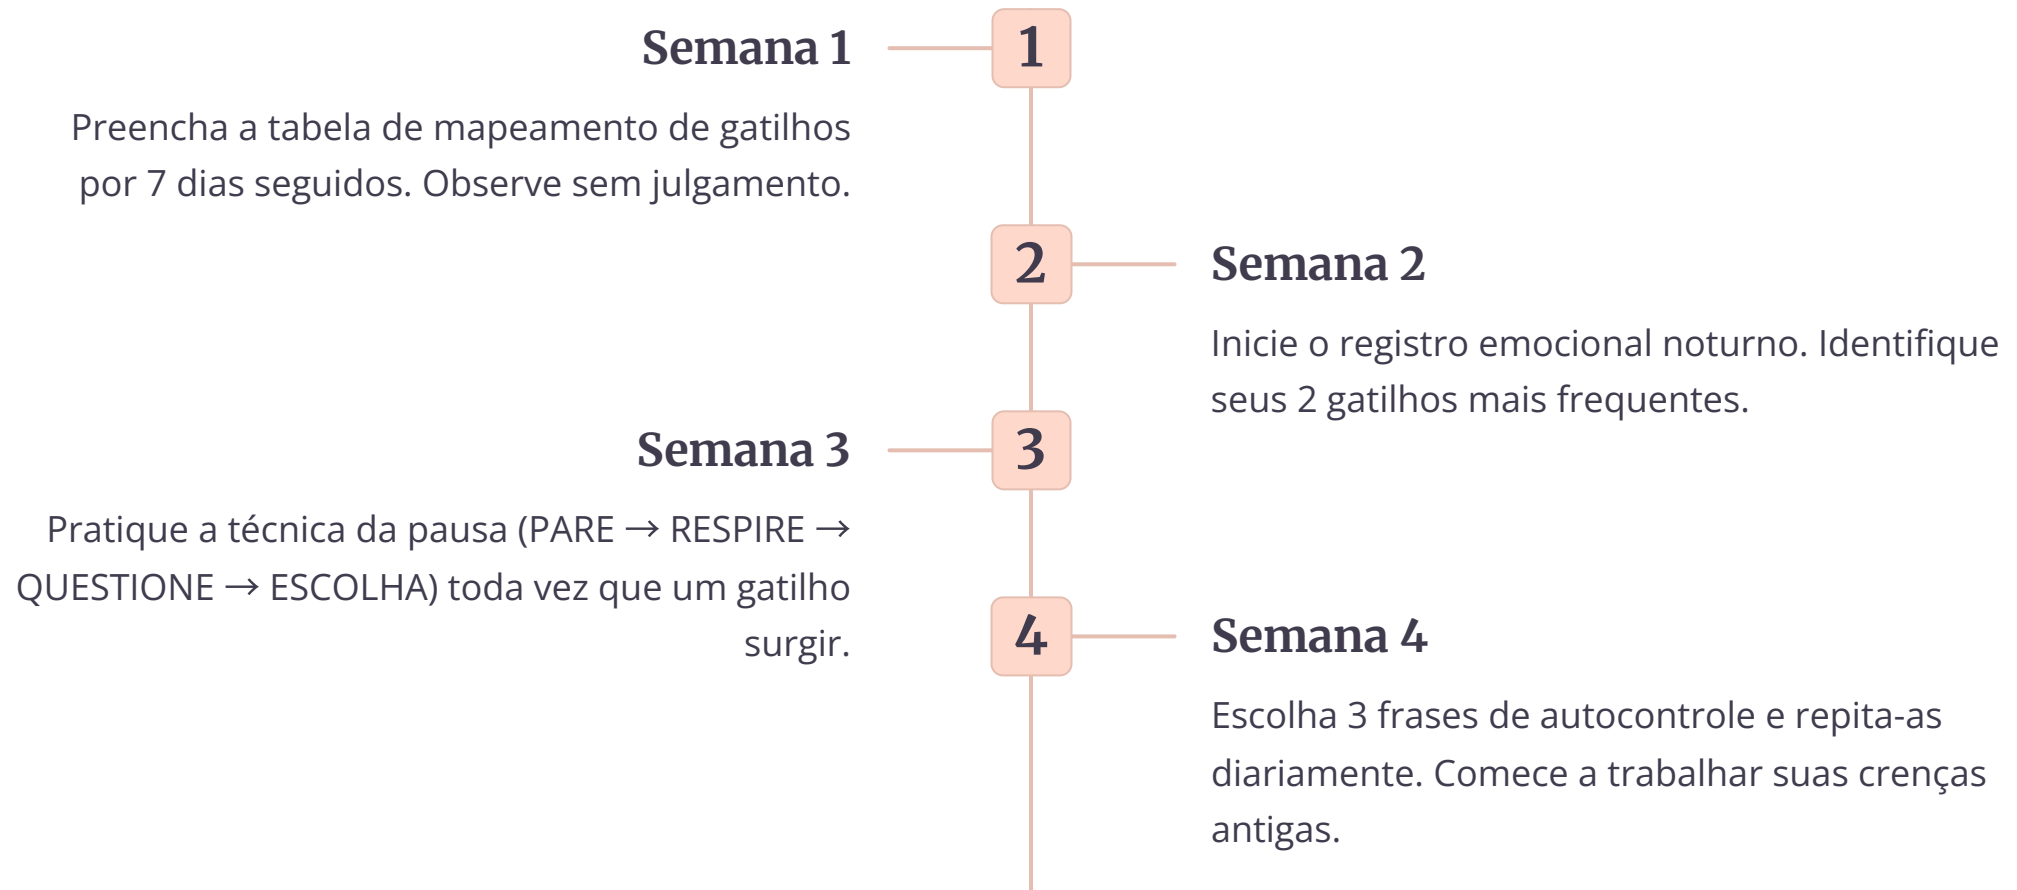 Semana 1
1
Preencha a tabela de mapeamento de gatilhos
por 7 dias seguidos. Observe sem julgamento.
2
Semana 2
Inicie o registro emocional noturno. Identifique
seus 2 gatilhos mais frequentes.
Semana 3
3
Pratique a técnica da pausa (PARE → RESPIRE →
QUESTIONE → ESCOLHA) toda vez que um gatilho
surgir.
4
Semana 4
Escolha 3 frases de autocontrole e repita-as
diariamente. Comece a trabalhar suas crenças
antigas.